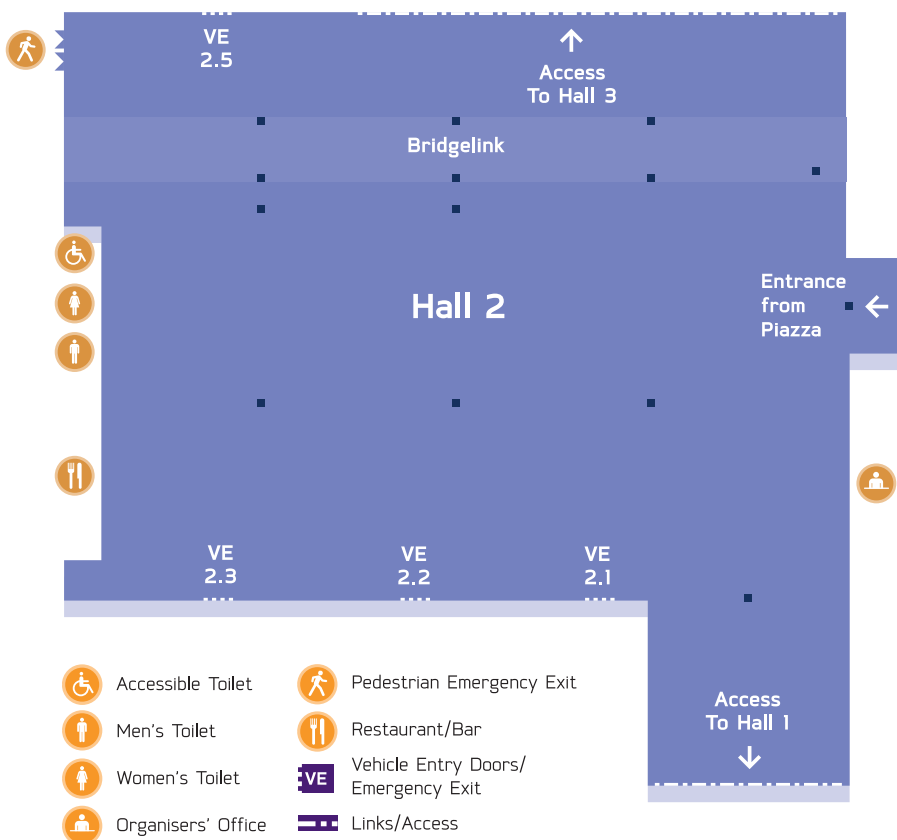 VE
2.5
Access
To Hall 3
Bridgelink
Hall 2
Entrance
from
Piazza
VE
2.3
VE
2.2
VE
2.1
Access
To Hall 1
Accessible Toilet
Men's Toilet
Women's Toilet
Organisers' Office
Pedestrian Emergency Exit
Restaurant/Bar
VE
Vehicle Entry Doors/
Emergency Exit
Links/Access